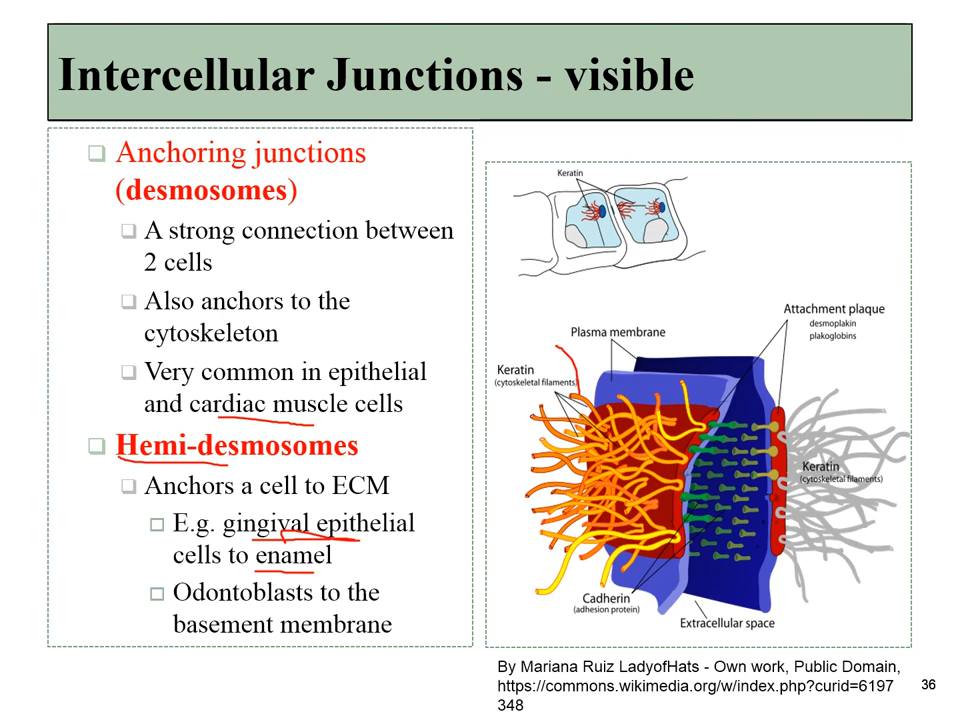 Intercellular Junctions - visible
Anchoring junctions
(desmosomes)
A strong connection between
2 cells
Also anchors to the
cytoskeleton
Very common in epithelial
and cardiac muscle cells
Hemi-desmosomes
Anchors a cell to ECM
E.g. gingival epithelial
cells to enamel
Odontoblasts to the
basement membrane
Keratin
Attachment plaque
desmoplakin
plakoglobins
Plasma membrane
Keratin
(cytoskeletal filaments)
Keratin
(cytoskeletal filaments)
Cadherin
(adhesion protein)
Extracellular space
By Mariana Ruiz LadyofHats - Own work, Public Domain,
https://commons.wikimedia.org/w/index.php?curid=6197
348
36